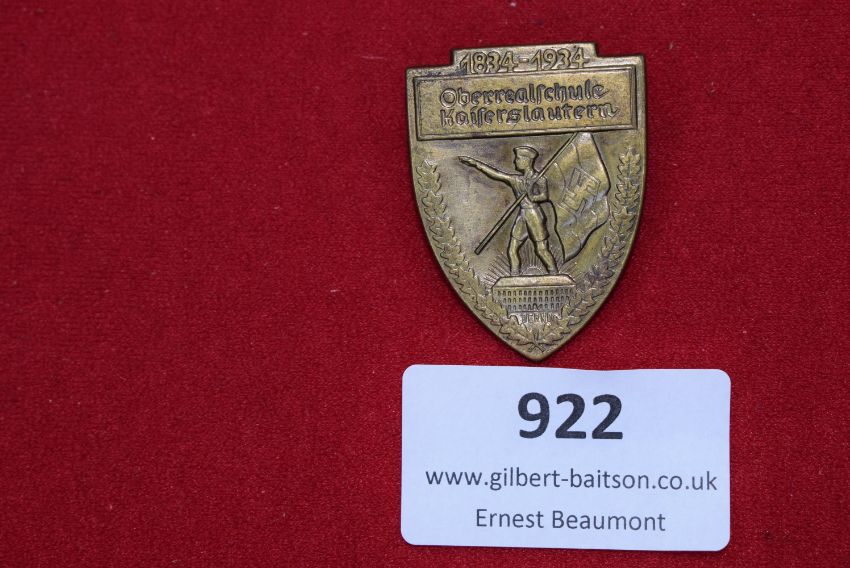 1834-1934
Oberrealſchule
Kaiſerslautern
922
www.gilbert-baitson.co.uk
Ernest Beaumont